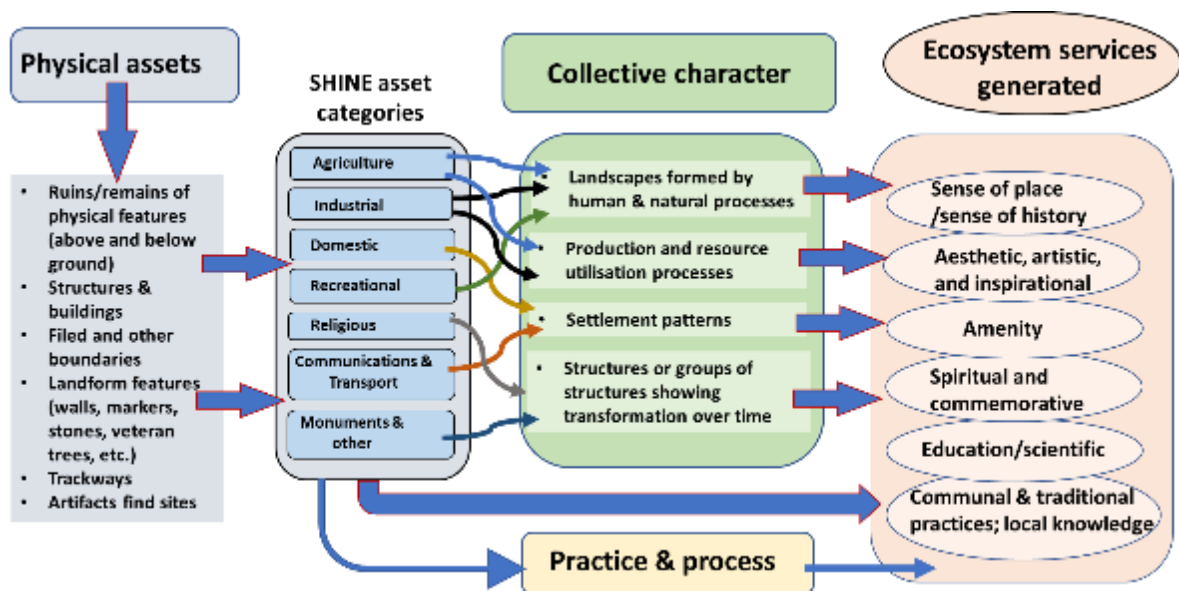 Physical assets
• Ruins/remains of
physical features
(above and below
ground)
• Structures &
buildings
• Filed and other
boundaries
• Landform features
(walls, markers,
stones, veteran
trees, etc.)
• Trackways
• Artifacts find sites
SHINE asset
categories
Agriculture
Industrial
Domestic
Recreational
Religious
Communications &
Transport
Monuments &
other
Collective character
• Landscapes formed by
human & natural processes
• Production and resource
utilisation processes
• Settlement patterns
• Structures or groups of
structures showing
transformation over time
Practice & process
Ecosystem services
generated
Sense of place
/sense of history
Aesthetic, artistic,
and inspirational
Amenity
Spiritual and
commemorative
Education/scientific
Communal & traditional
practices; local knowledge